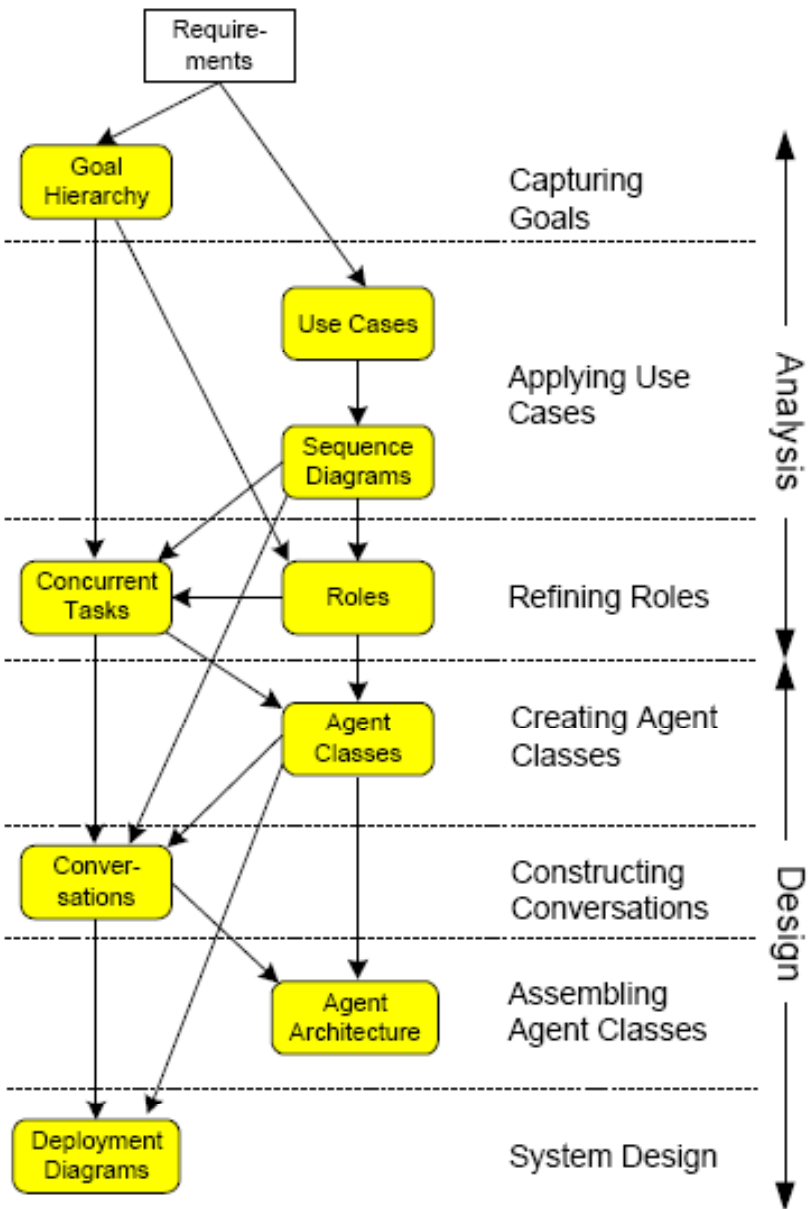 Require-
ments
Goal
Hierarchy
Capturing
Goals
Use Cases
Applying Use
Cases
Analysis
Sequence
Diagrams
Concurrent
Tasks
Roles
Refining Roles
Agent
Classes
Creating Agent
Classes
Conver-
sations
Constructing
Conversations
Design
Agent
Architecture
Assembling
Agent Classes
Deployment
Diagrams
System Design